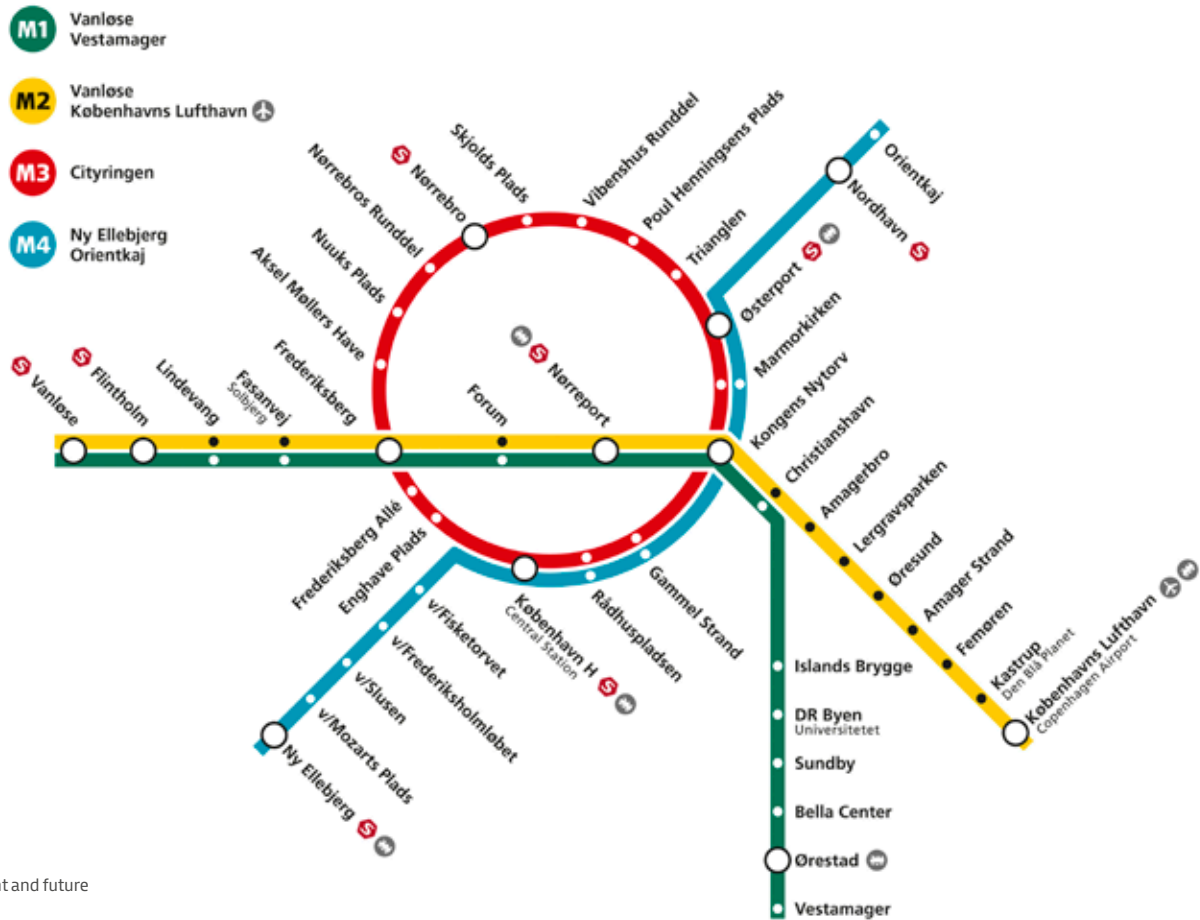 M1
Vanløse
Vestamager
M2
Vanløse
Københavns Lufthavn
M3
Cityringen
M4
Ny Ellebjerg
Orientkaj
S
Vanløse
S
Flintholm
Lindevang
Fasanvej
Solbjerg
Frederiksberg
Aksel Møllers Have
Nuuks Plads
Nørrebros Runddel
S
Nørrebro
Skjolds Plads
Vibenshus Runddel
Poul Henningsens Plads
Trianglen
Østerport
S
Nordhavn
S
Orientkaj
Marmorkirken
Kongens Nytorv
Forum
S
Nørreport
Christianshavn
Amagerbro
Lergravsparken
Øresund
Amager Strand
Femøren
Kastrup
Den Blå Planet
Københavns Lufthavn
Copenhagen Airport
Frederiksberg Allé
Enghave Plads
København H
Central Station
S
Rådhuspladsen
Gammel Strand
v/Fisketorvet
v/Frederiksholmløbet
v/Slusen
v/Mozarts Plads
Ny Ellebjerg
S
Islands Brygge
DR Byen
Universitetet
Sundby
Bella Center
Ørestad
Vestamager
and future